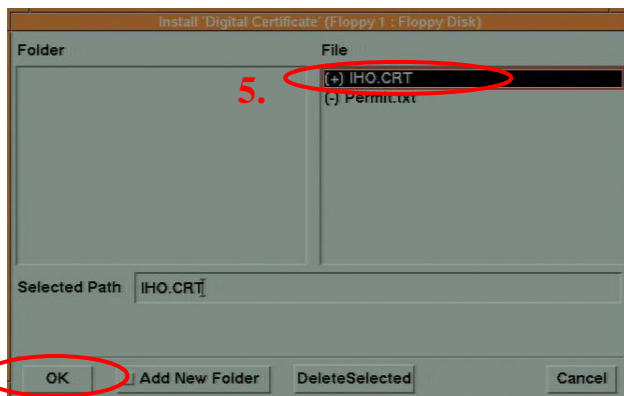 Install 'Digital Certificate' (Floppy 1 : Floppy Disk)
Folder File
5. (+) IHO.CRT
(-) Permit.txt
Selected Path IHO.CRT
OK Add New Folder DeleteSelected Cancel